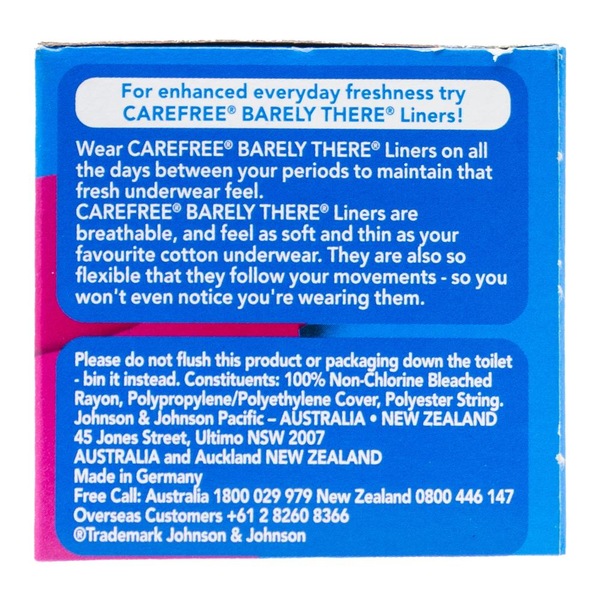 For enhanced everyday freshness try
CAREFREE® BARELY THERE® Liners!
Wear CAREFREE® BARELY THERE® Liners on all
the days between your periods to maintain that
fresh underwear feel.
CAREFREE® BARELY THERE® Liners are
breathable, and feel as soft and thin as your
favourite cotton underwear. They are also so
flexible that they follow your movements - so you
won't even notice you're wearing them.
Please do not flush this product or packaging down the toilet
- bin it instead. Constituents: 100% Non-Chlorine Bleached
Rayon, Polypropylene/Polyethylene Cover, Polyester String.
Johnson & Johnson Pacific – AUSTRALIA • NEW ZEALAND
45 Jones Street, Ultimo NSW 2007
AUSTRALIA and Auckland NEW ZEALAND
Made in Germany
Free Call: Australia 1800 029 979 New Zealand 0800 446 147
Overseas Customers +61 2 8260 8366
®Trademark Johnson & Johnson